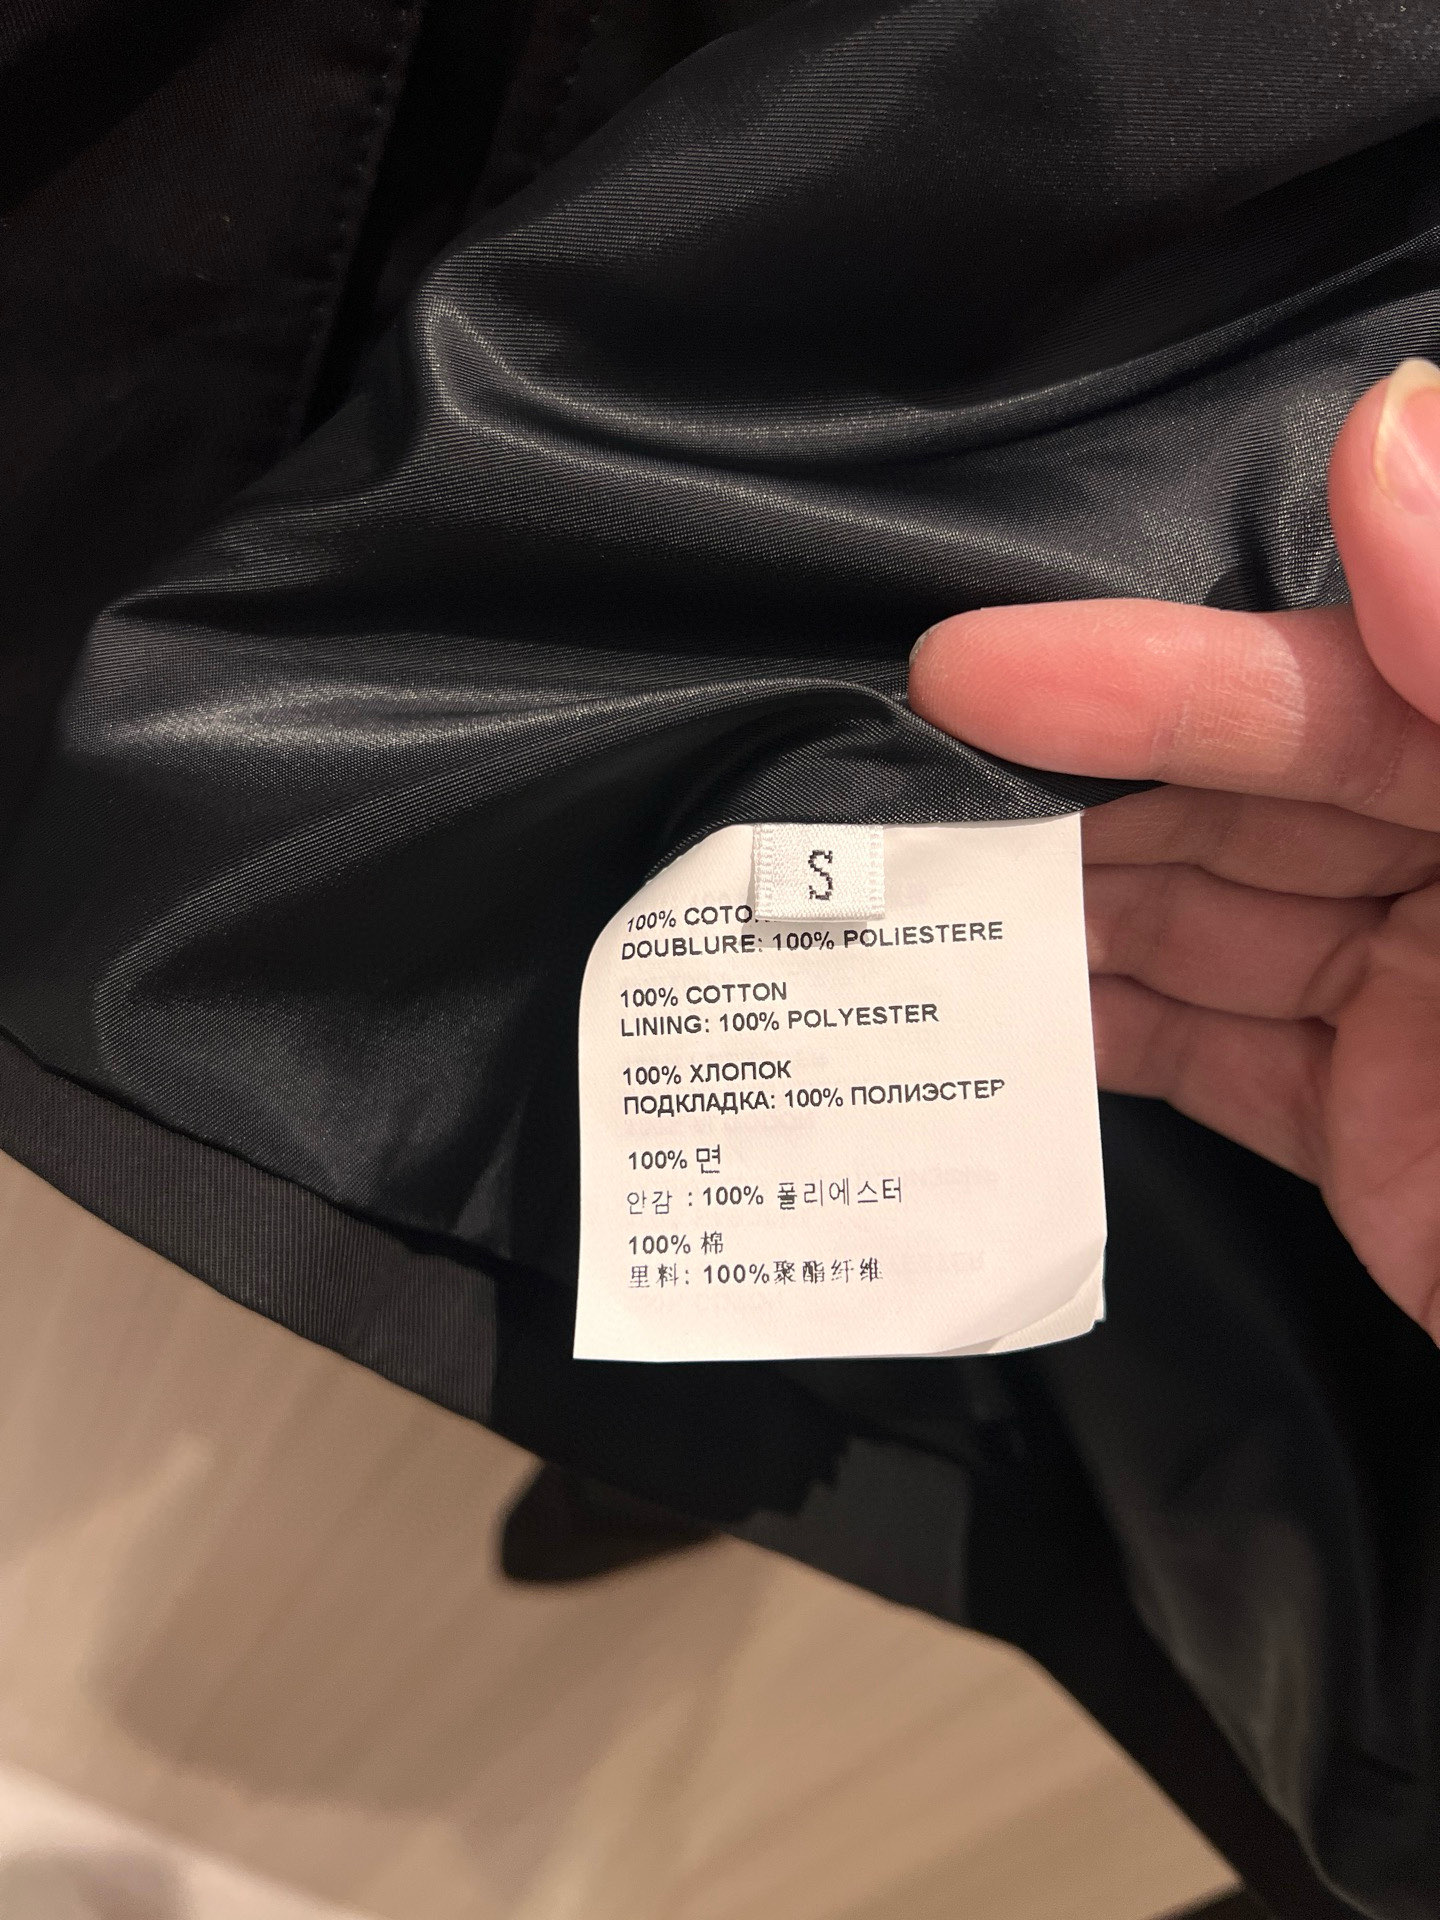 S
100%
DOUBLURE: 100% POLIESTERE
100% COTTON
LINING: 100% POLYESTER
100% ХЛОПОК
ПОДКЛАДКА: 100% ПОЛИЭСТЕР
100% 면
안감 : 100% 폴리에스터
100% 棉
里料: 100%聚酯纤维